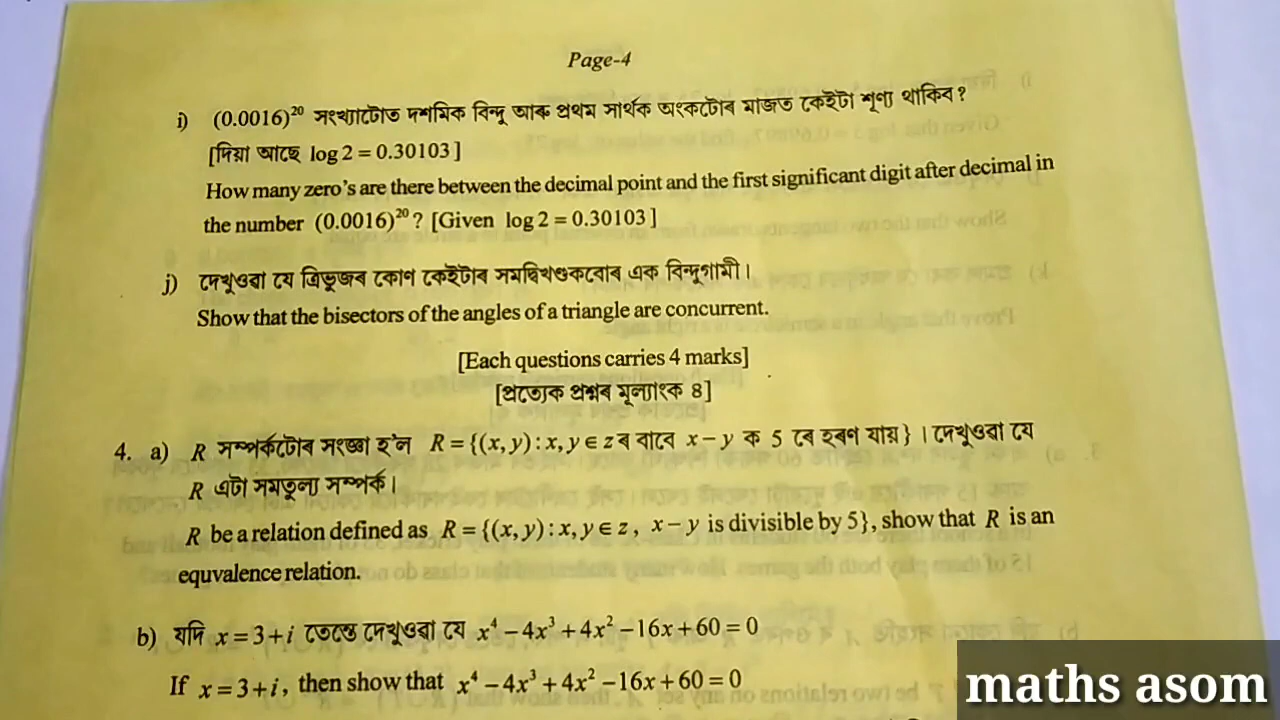 Page-4
i) (0.0016)²⁰ সংখ্যাটোত দশমিক বিন্দু আৰু প্ৰথম সাৰ্থক অংকটোৰ মাজত কেইটা শূণ্য থাকিব?
[দিয়া আছে log 2 = 0.30103]
How many zero's are there between the decimal point and the first significant digit after decimal in
the number (0.0016)²⁰? [Given log 2 = 0.30103]
j) দেখুওৱা যে ত্ৰিভুজৰ কোণ কেইটাৰ সমদ্বিখণ্ডকবোৰ এক বিন্দুগামী।
Show that the bisectors of the angles of a triangle are concurrent.
[Each questions carries 4 marks]
[প্ৰত্যেক প্ৰশ্নৰ মূল্যাংক 8]
4. a) R সম্পৰ্কটোৰ সংজ্ঞা হ'ল R = {(x, y) : x, y ∈ z ৰ বাবে x – y ক 5 ৰে হৰণ যায়}। দেখুওৱা যে
R এটা সমতুল্য সম্পৰ্ক।
R be a relation defined as R = {(x, y) : x, y ∈ z, x – y is divisible by 5}, show that R is an
equvalence relation.
b) যদি x = 3 + i তেন্তে দেখুওৱা যে x⁴ – 4x³ + 4x² – 16x + 60 = 0
If x = 3 + i, then show that x⁴ – 4x³ + 4x² – 16x + 60 = 0
maths asom